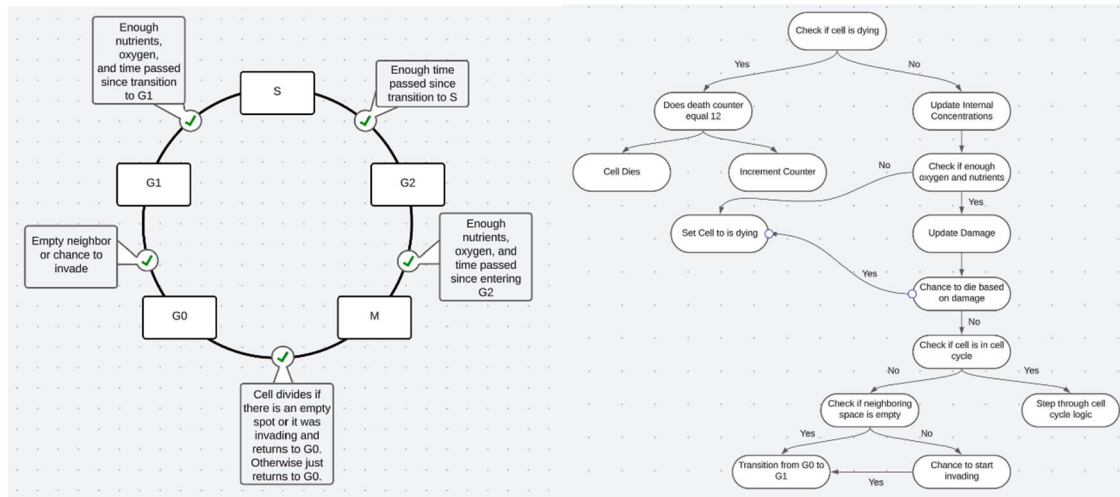 Enough
nutrients,
oxygen,
and time passed
since transition
to G1
S
Enough time
passed since
transition to S
G1
G2
Empty neighbor
or chance to
invade
Enough
nutrients,
oxygen, and
time passed
since entering
G2
G0
M
Cell divides if
there is an empty
spot or it was
invading and
returns to G0.
Otherwise just
returns to G0.
Check if cell is dying
Yes
No
Does death counter
equal 12
Update Internal
Concentrations
Cell Dies
Increment Counter
No
Check if enough
oxygen and nutrients
Yes
Set Cell to is dying
Update Damage
Yes
Chance to die based
on damage
No
Check if cell is in cell
cycle
No
Yes
Check if neighboring
space is empty
Step through cell
cycle logic
Yes
No
Transition from G0 to
G1
Yes
Chance to start
invading